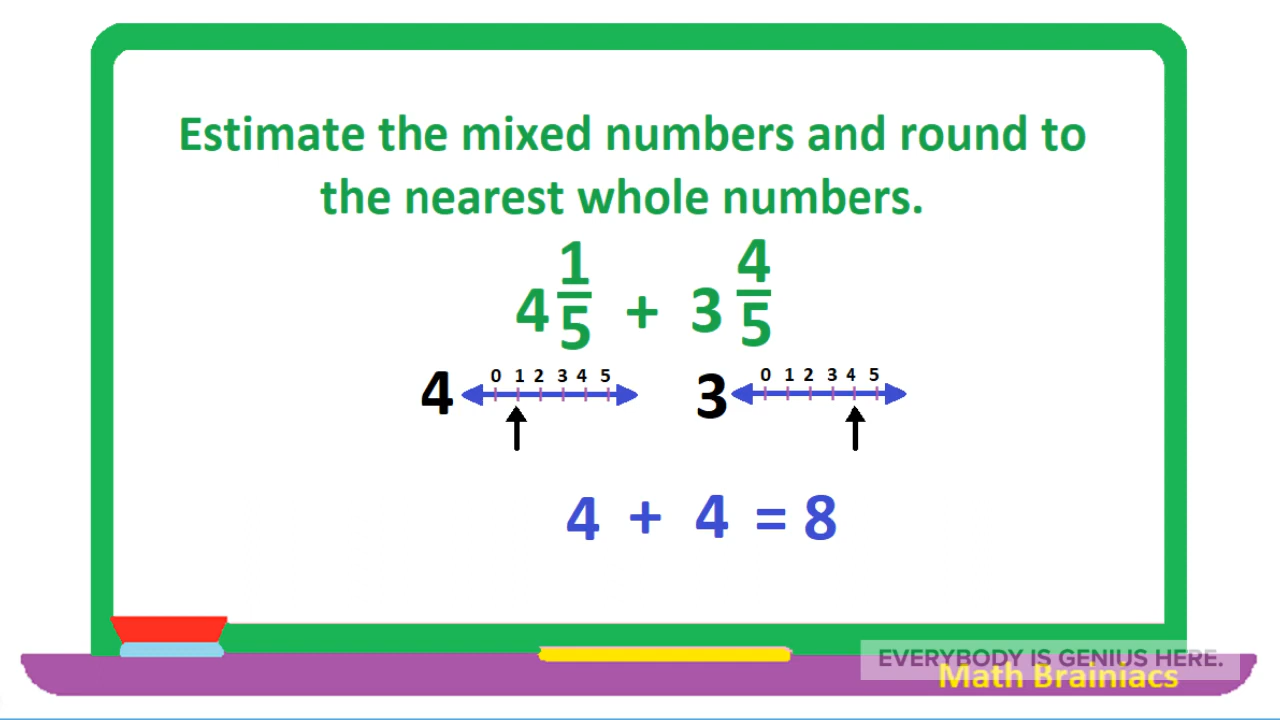 Estimate the mixed numbers and round to
the nearest whole numbers.
4 1/5 + 3 4/5
4 0 1 2 3 4 5
3 0 1 2 3 4 5
4 + 4 = 8
EVERYBODY IS GENIUS HERE.
Math Brainiacs